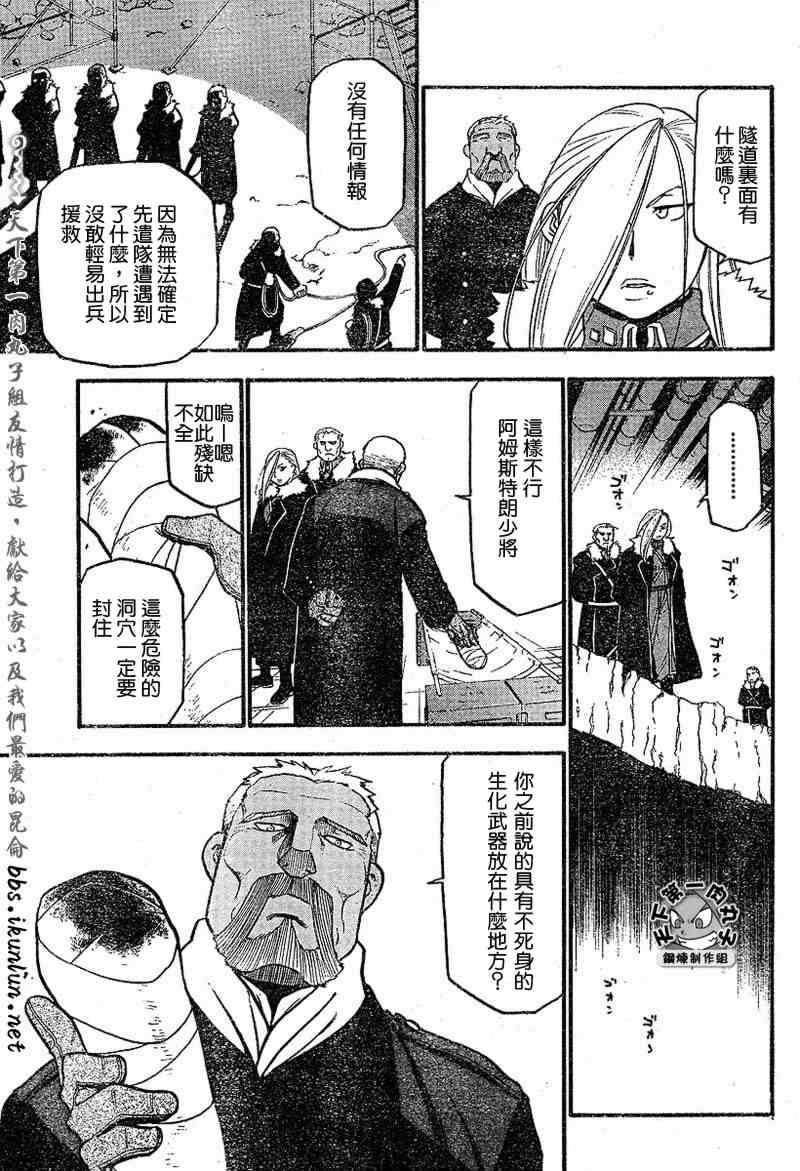 隧道裏面有
什麼嗎？
沒有任何情報
因為無法確定
先遣隊遭遇到
了什麼，所以
沒敢輕易出兵
援救
…………
ゴオン
ゴオン
ゴオン
ゴオン
ゴオン
這樣不行
阿姆斯特朗少將
嗚ー嗯
如此殘缺
不全
這麼危險的
洞穴一定要
封住
你之前說的具有不死身的
生化武器放在什麼地方？
天下第一肉丸子
鋼煉制作組
天下第一肉丸子組友情打造，獻給大家以及我們最愛的昆侖 bbs.ikunlun.net